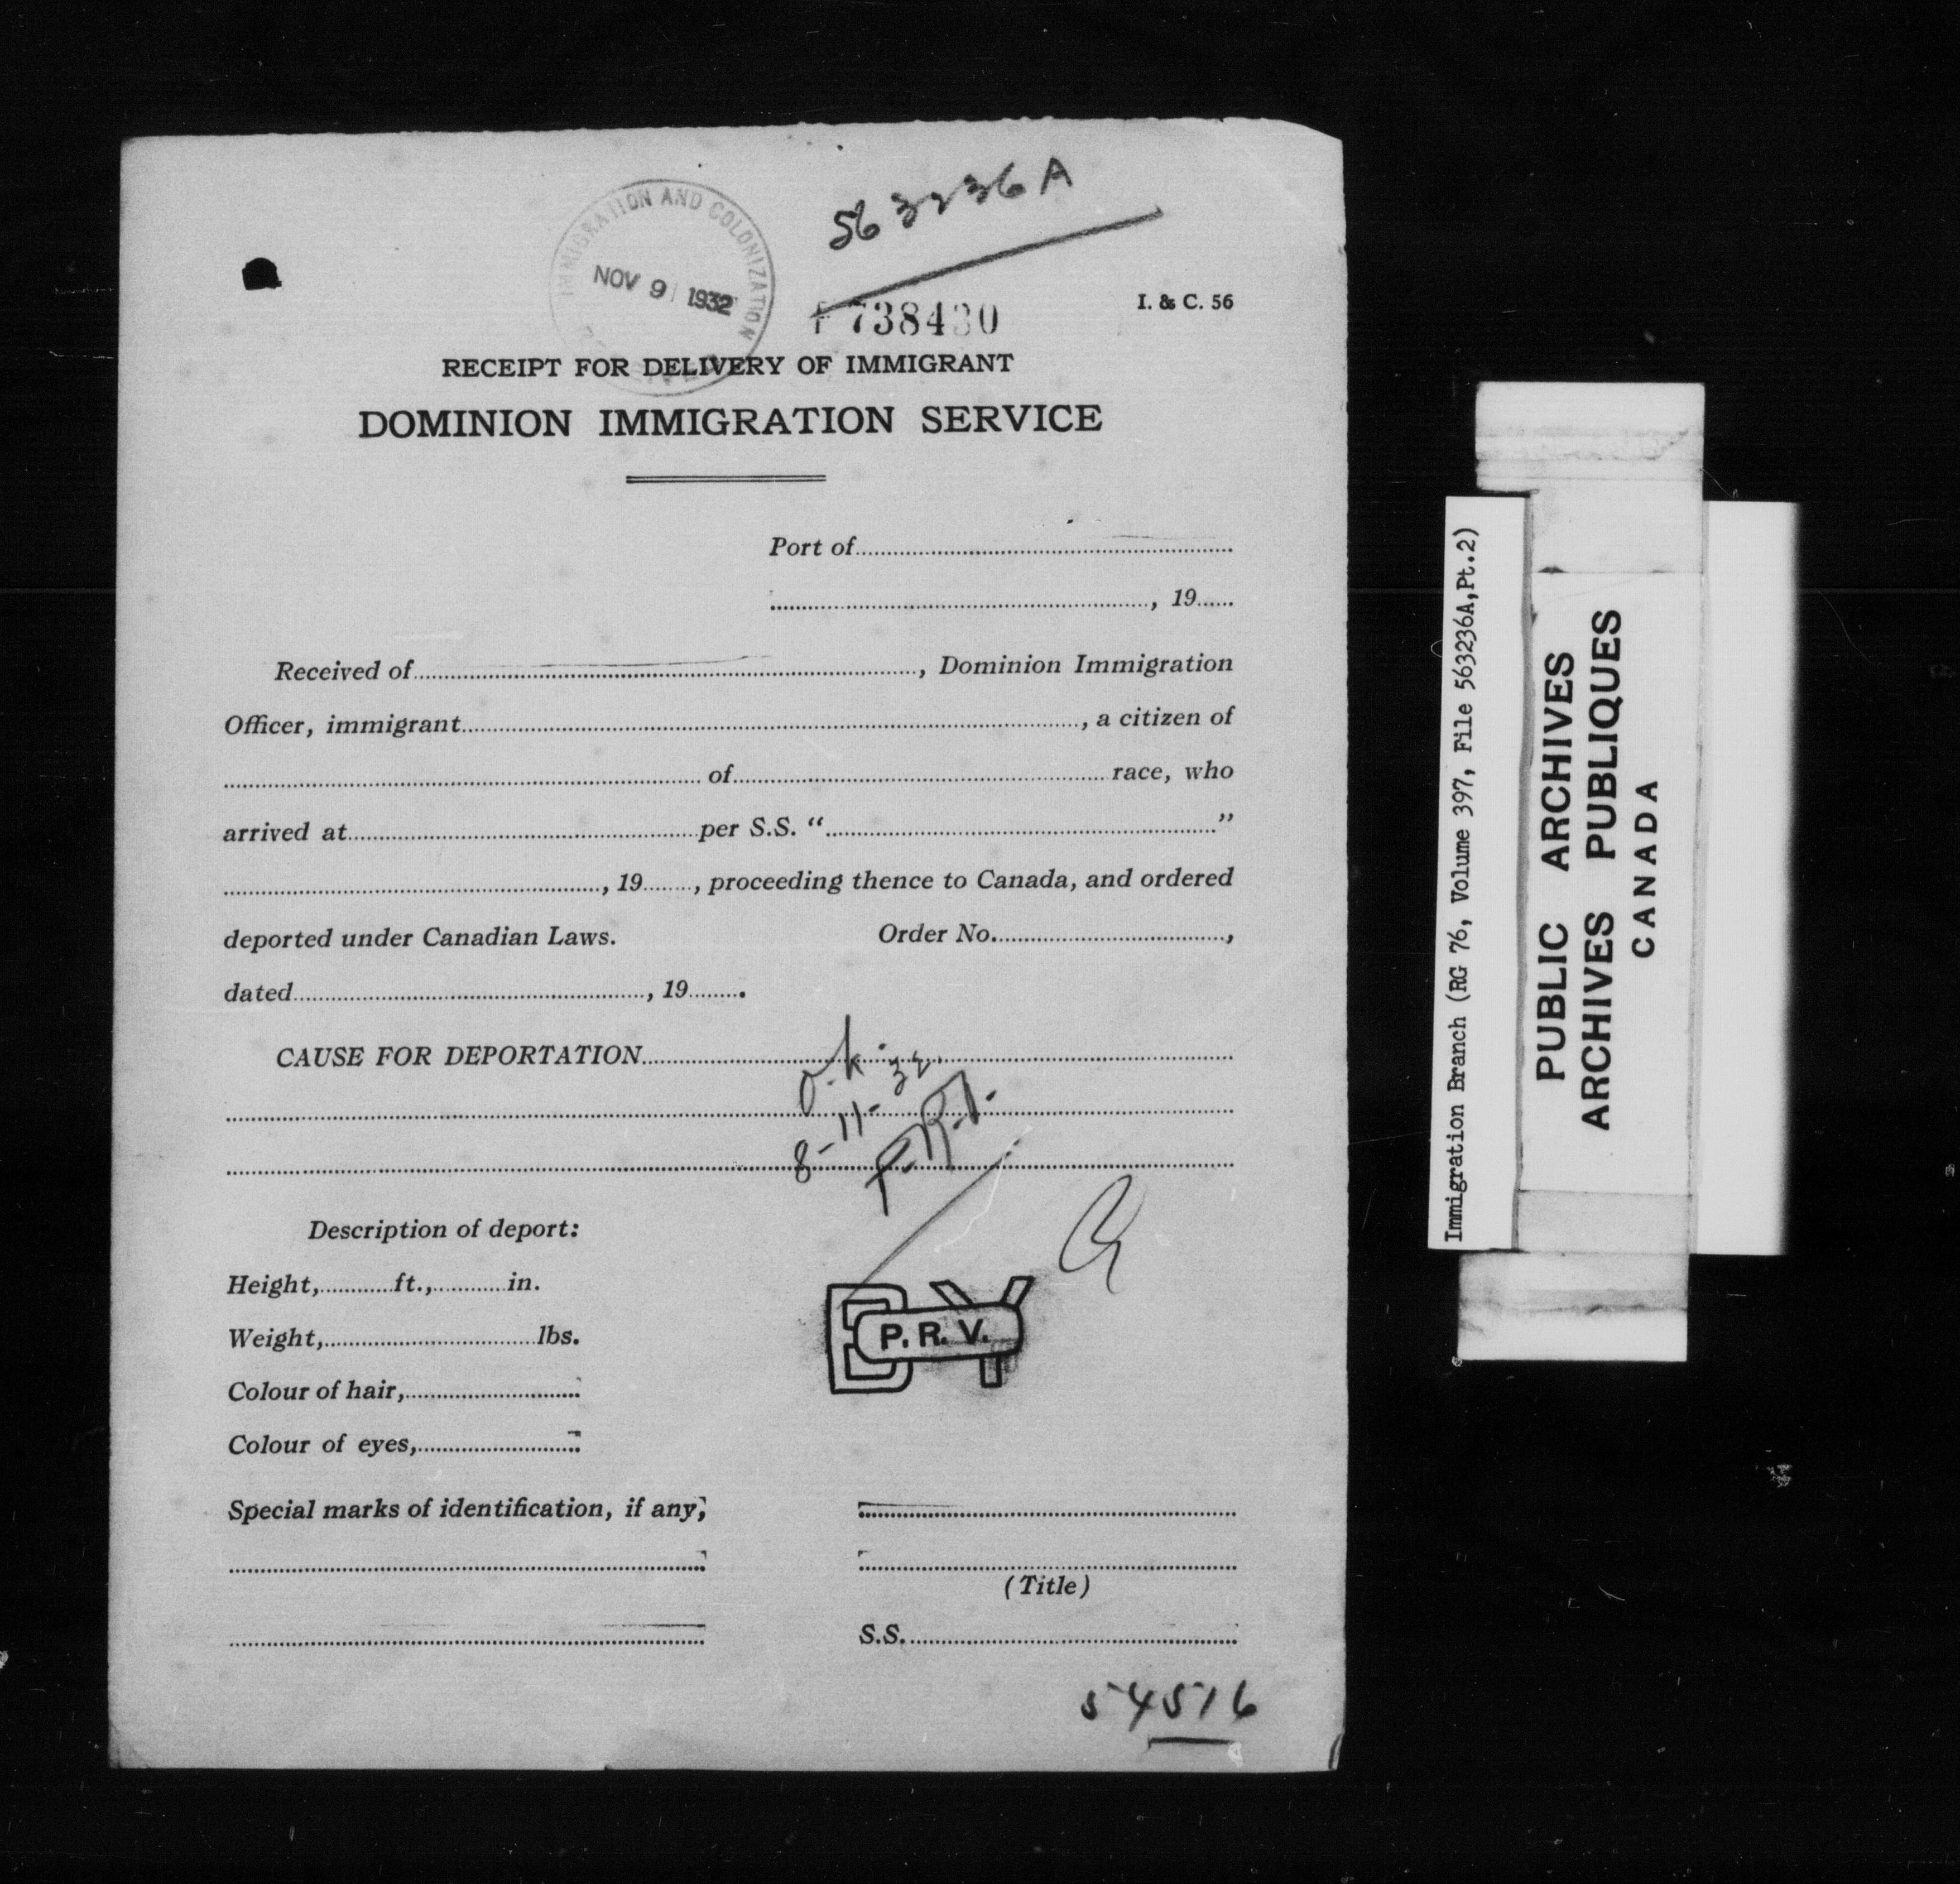 563236A
IMMIGRATION AND COLONIZATION
NOV 9 1932
738430
I. & C. 56
RECEIPT FOR DELIVERY OF IMMIGRANT
DOMINION IMMIGRATION SERVICE
Port of
, 19
Received of , Dominion Immigration
Officer, immigrant , a citizen of
of race, who
arrived at per S.S. “ ”
, 19 , proceeding thence to Canada, and ordered
deported under Canadian Laws. Order No. ,
dated , 19 .
CAUSE FOR DEPORTATION
O.K.
8-11-32.
Description of deport:
Height, ft., in.
Weight, lbs.
P. R. V.
Colour of hair,
Colour of eyes,
Special marks of identification, if any,
(Title)
S.S.
54516
Immigration Branch (RG 76, Volume 397, File 563236A,Pt.2)
PUBLIC ARCHIVES
ARCHIVES PUBLIQUES
CANADA